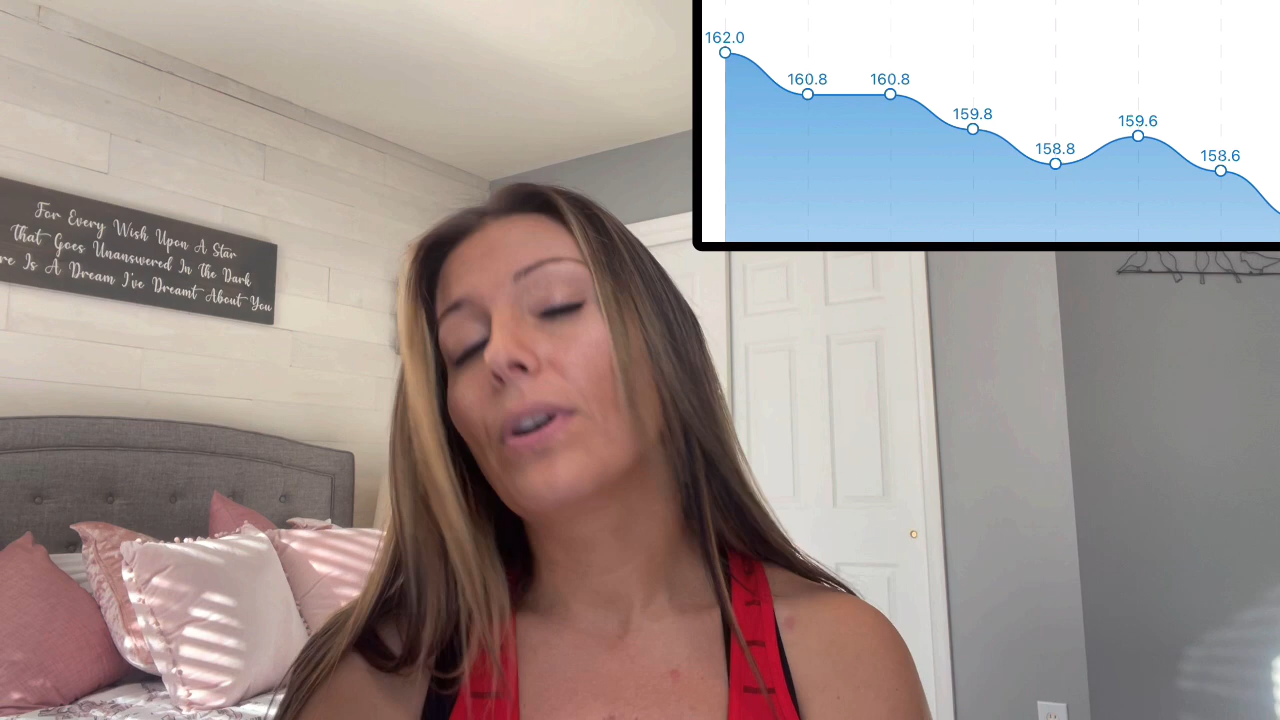 162.0
160.8
160.8
159.8
158.8
159.6
158.6
For Every Wish Upon A Star
That Goes Unanswered In The Dark
re Is A Dream I've Dreamt About You